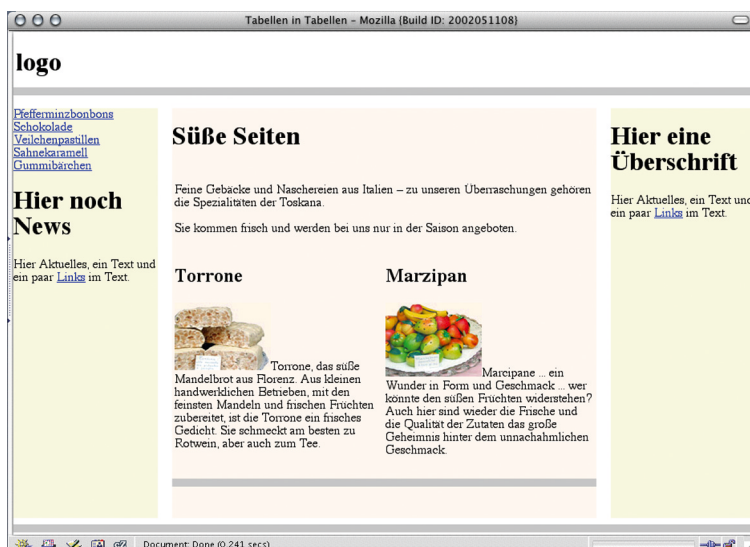 Tabellen in Tabellen – Mozilla {Build ID: 2002051108}
logo
Pfefferminzbonbons
Schokolade
Veilchenpastillen
Sahnekaramell
Gummibärchen
Hier noch
News
Hier Aktuelles, ein Text und
ein paar Links im Text.
Süße Seiten
Feine Gebäcke und Naschereien aus Italien – zu unseren Überraschungen gehören
die Spezialitäten der Toskana.
Sie kommen frisch und werden bei uns nur in der Saison angeboten.
Torrone
Torrone, das süße
Mandelbrot aus Florenz. Aus kleinen
handwerklichen Betrieben, mit den
feinsten Mandeln und frischen Früchten
zubereitet, ist die Torrone ein frisches
Gedicht. Sie schmeckt am besten zu
Rotwein, aber auch zum Tee.
Marzipan
Marcipane ... ein
Wunder in Form und Geschmack ... wer
könnte den süßen Früchten widerstehen?
Auch hier sind wieder die Frische und
die Qualität der Zutaten das große
Geheimnis hinter dem unnachahmlichen
Geschmack.
Hier eine
Überschrift
Hier Aktuelles, ein Text und
ein paar Links im Text.
Document: Done (0.241 secs)